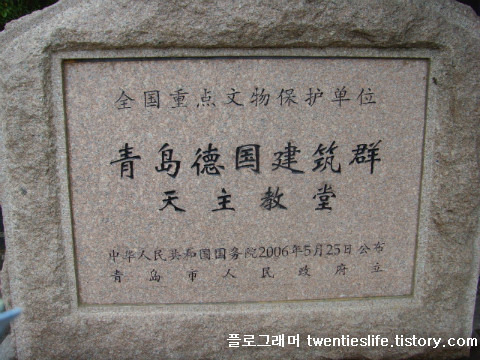 全国重点文物保护单位
青岛德国建筑群
天主教堂
中华人民共和国国务院2006年5月25日公布
青岛市人民政府立
플로그래머 twentieslife.tistory.com